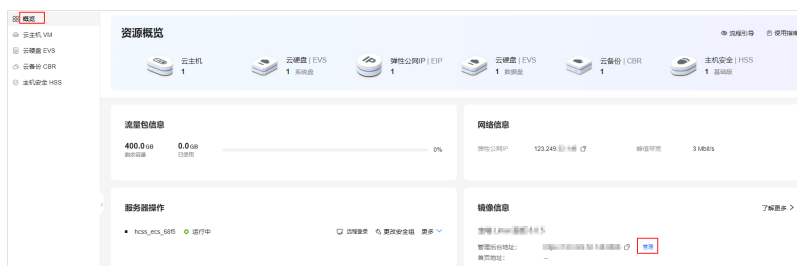 概览
云主机 VM
云硬盘 EVS
云备份 CBR
主机安全 HSS
资源概览
流程引导
使用指南
云主机
1
云硬盘 | EVS
1 系统盘
弹性公网IP | EIP
1
云硬盘 | EVS
1 数据盘
云备份 | CBR
1
主机安全 | HSS
1 基础版
流量包信息
400.0 GB
剩余容量
0.0 GB
已使用
0%
网络信息
弹性公网IP
123.249
峰值带宽
3 Mbit/s
服务器操作
hcss_ecs_68f5
运行中
远程登录
更改安全组
更多
镜像信息
了解更多 >
管理后台地址:
管理
首页地址:
--